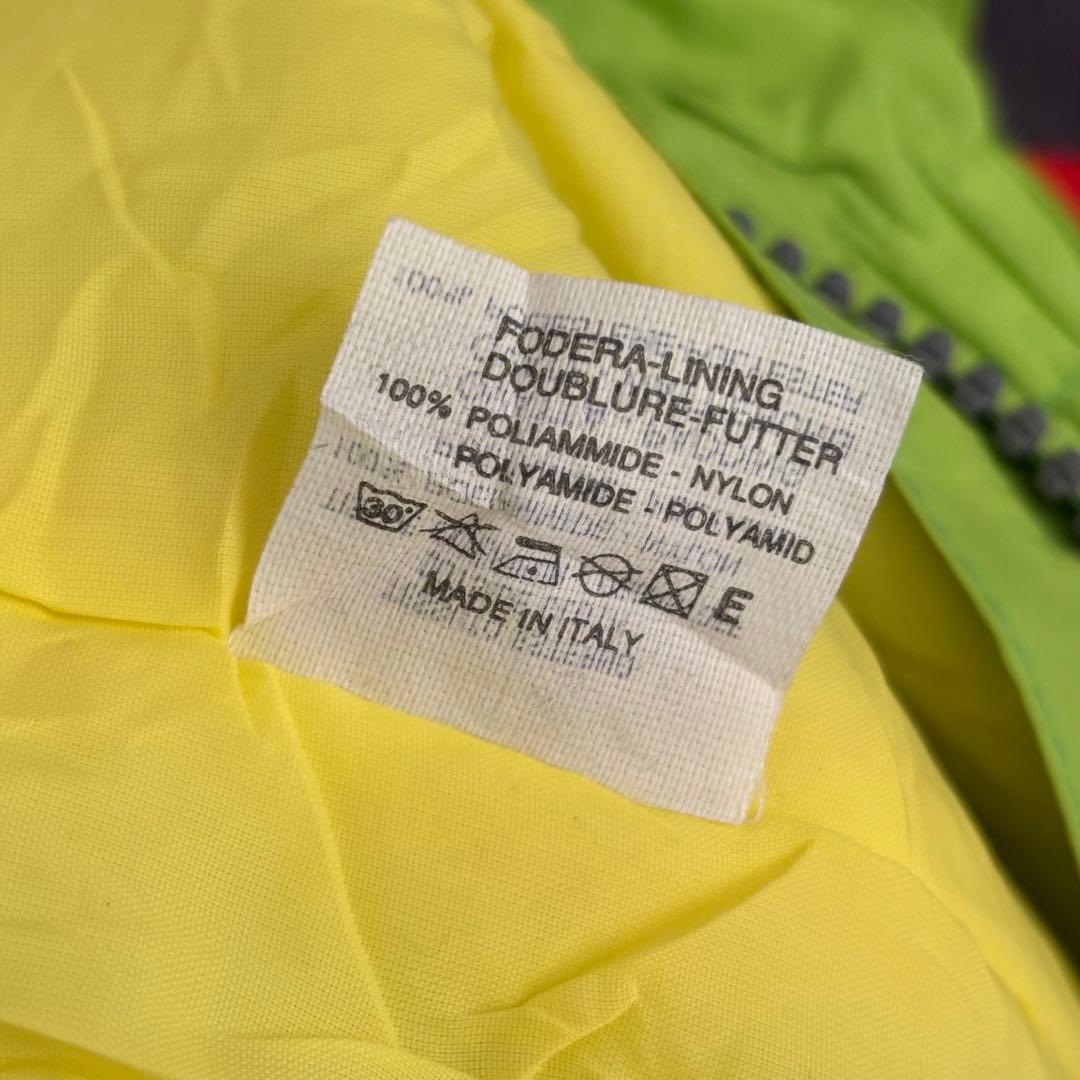 FODERA-LINING
DOUBLURE-FUTTER
100% POLIAMMIDE - NYLON
POLYAMIDE - POLYAMID
30° E
MADE IN ITALY